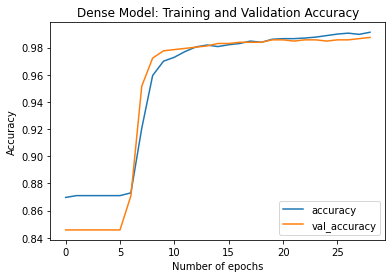 Dense Model: Training and Validation Accuracy
0.98
0.96
0.94
0.92
0.90
0.88
0.86
0.84
Accuracy
0
5
10
15
20
25
Number of epochs
accuracy
val_accuracy